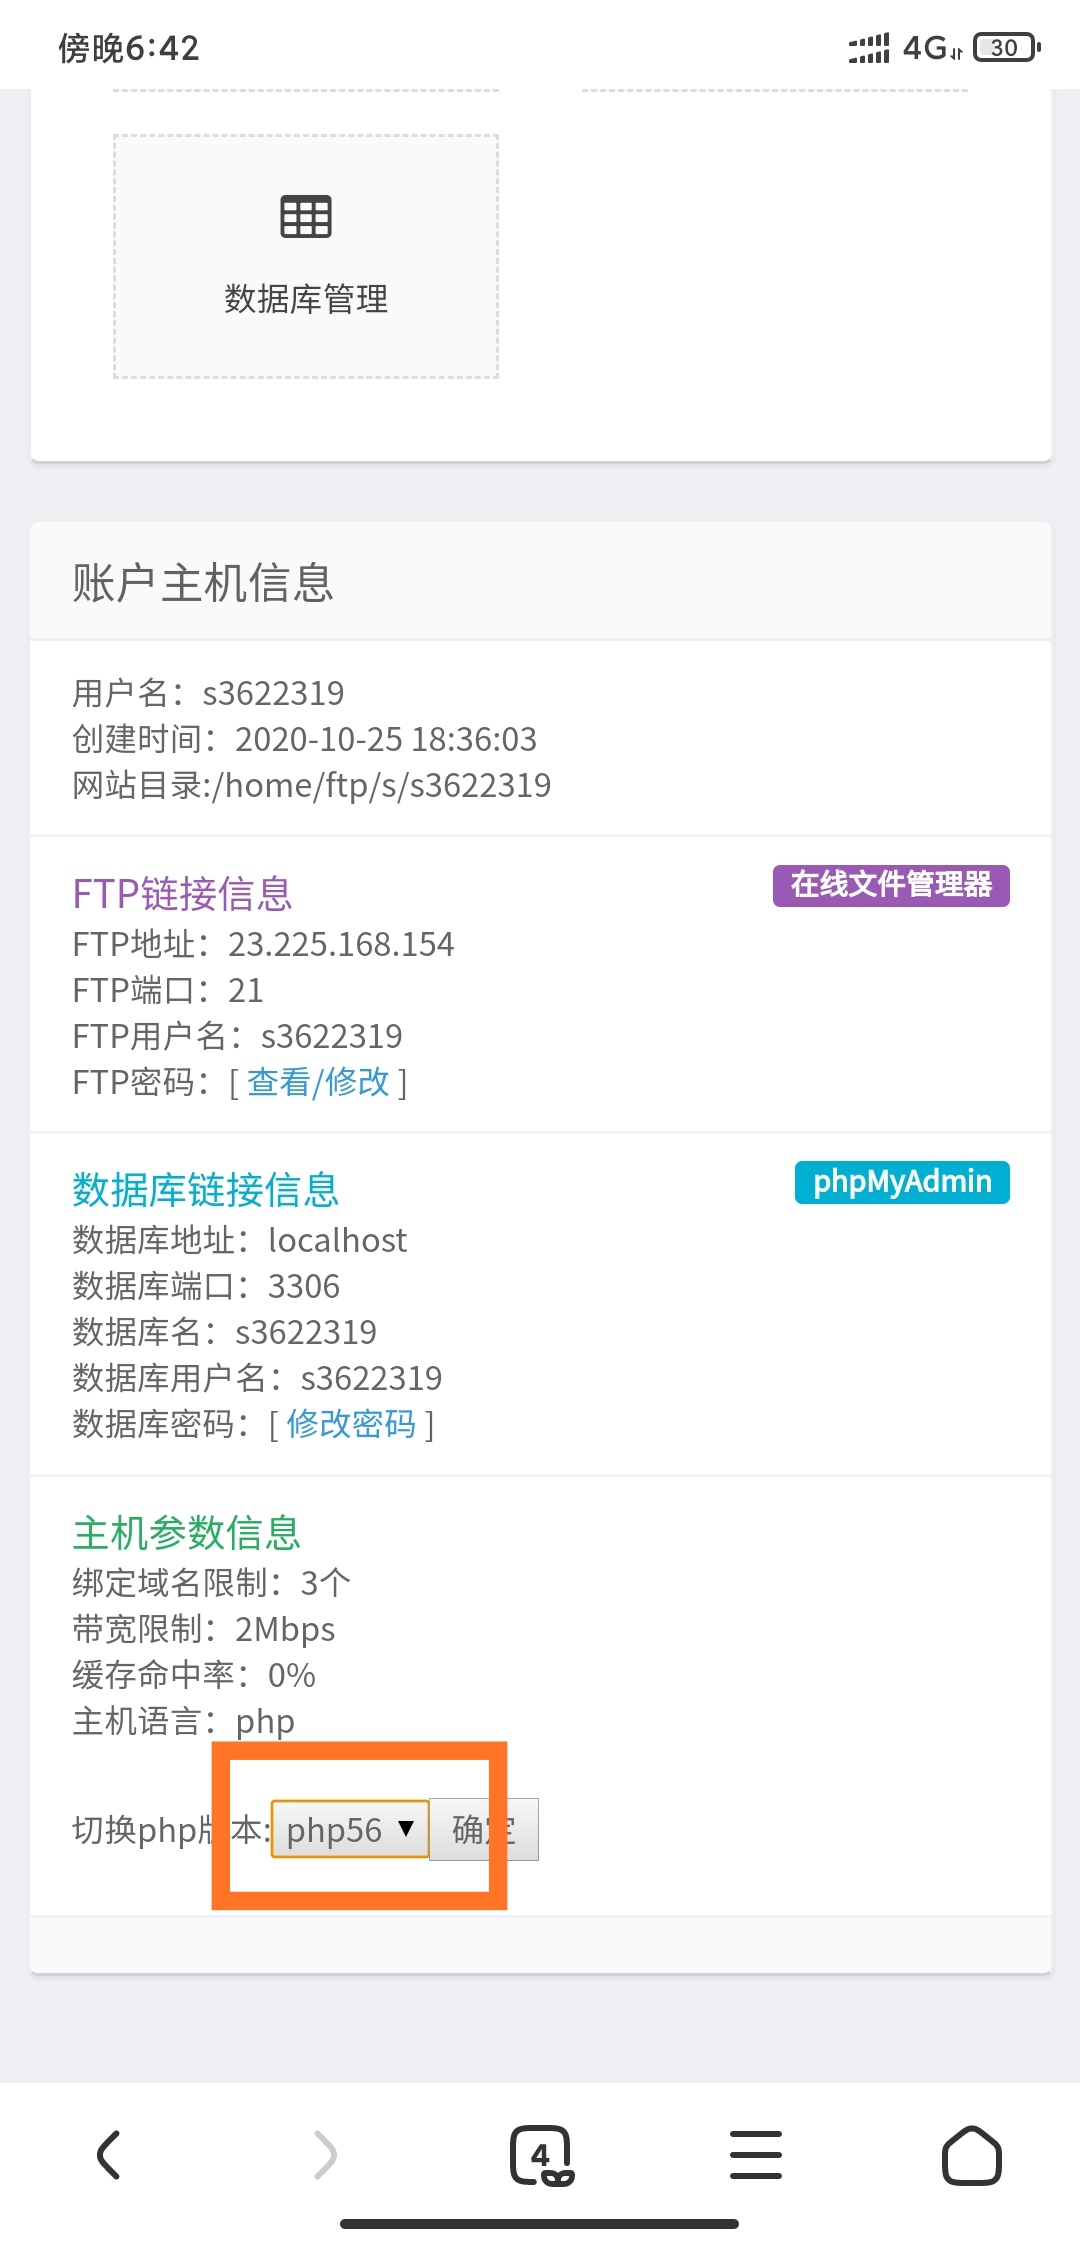 傍晚6:42
4G
30
数据库管理
账户主机信息
用户名：s3622319
创建时间：2020-10-25 18:36:03
网站目录:/home/ftp/s/s3622319
FTP链接信息
在线文件管理器
FTP地址：23.225.168.154
FTP端口：21
FTP用户名：s3622319
FTP密码：[ 查看/修改 ]
数据库链接信息
phpMyAdmin
数据库地址：localhost
数据库端口：3306
数据库名：s3622319
数据库用户名：s3622319
数据库密码：[ 修改密码 ]
主机参数信息
绑定域名限制：3个
带宽限制：2Mbps
缓存命中率：0%
主机语言：php
切换php版本:php56 ▼ 确定
4